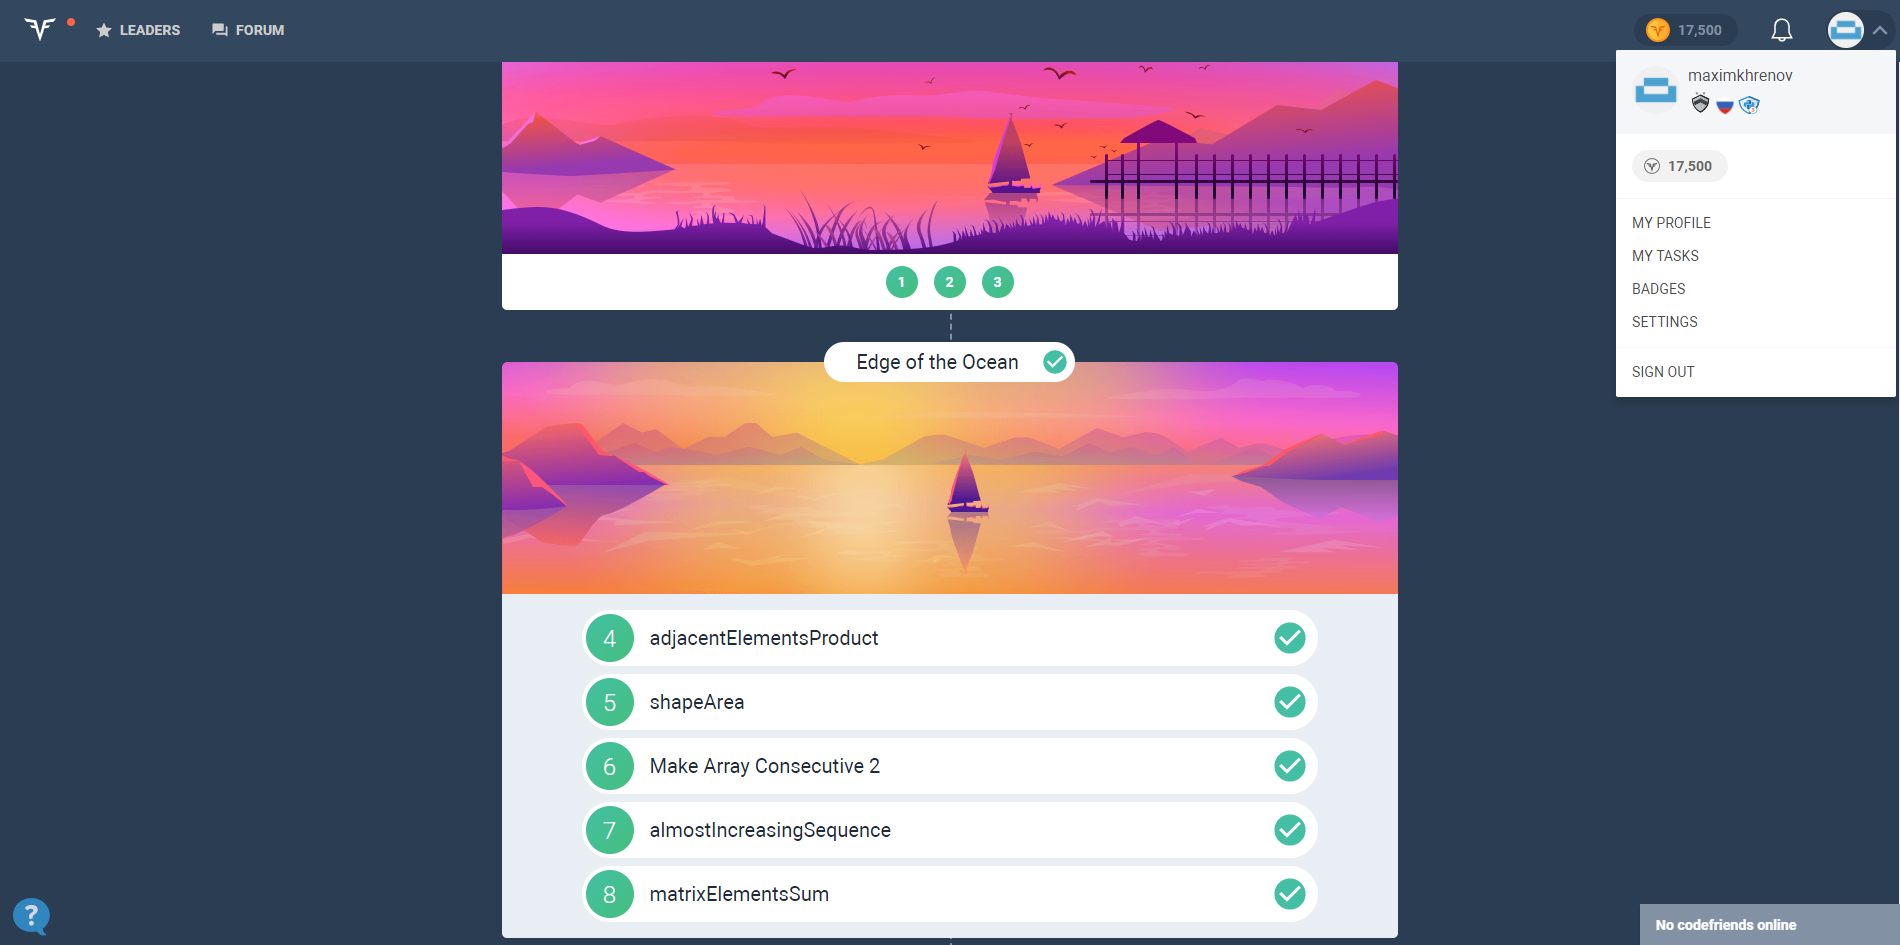 LEADERS
FORUM
17,500
maximkhrenov
17,500
MY PROFILE
MY TASKS
BADGES
SETTINGS
SIGN OUT
1 2 3
Edge of the Ocean
4 adjacentElementsProduct
5 shapeArea
6 Make Array Consecutive 2
7 almostIncreasingSequence
8 matrixElementsSum
?
No codefriends online